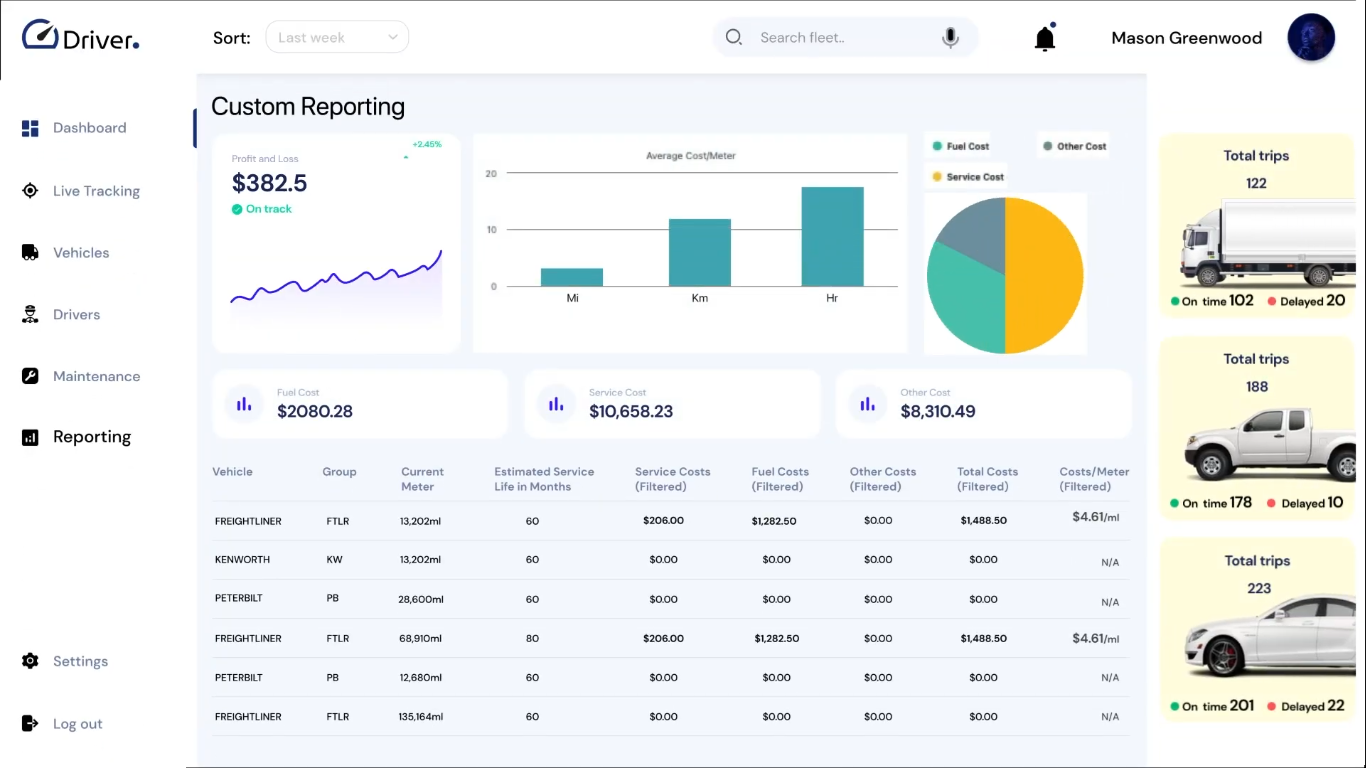 Driver.
Sort:
Last week
Search fleet..
Mason Greenwood
Dashboard
Live Tracking
Vehicles
Drivers
Maintenance
Reporting
Settings
Log out
Custom Reporting
+2.45%
Profit and Loss
$382.5
On track
Average Cost/Meter
20
10
0
Mi Km Hr
Fuel Cost Other Cost
Service Cost
Fuel Cost
$2080.28
Service Cost
$10,658.23
Other Cost
$8,310.49
Vehicle Group Current Meter Estimated Service Life in Months Service Costs (Filtered) Fuel Costs (Filtered) Other Costs (Filtered) Total Costs (Filtered) Costs/Meter (Filtered)
FREIGHTLINER FTLR 13,202ml 60 $206.00 $1,282.50 $0.00 $1,488.50 $4.61/ml
KENWORTH KW 13,202ml 60 $0.00 $0.00 $0.00 $0.00 N/A
PETERBILT PB 28,600ml 60 $0.00 $0.00 $0.00 $0.00 N/A
FREIGHTLINER FTLR 68,910ml 80 $206.00 $1,282.50 $0.00 $1,488.50 $4.61/ml
PETERBILT PB 12,680ml 60 $0.00 $0.00 $0.00 $0.00 N/A
FREIGHTLINER FTLR 135,164ml 60 $0.00 $0.00 $0.00 $0.00 N/A
Total trips
122
On time 102 Delayed 20
Total trips
188
On time 178 Delayed 10
Total trips
223
On time 201 Delayed 22